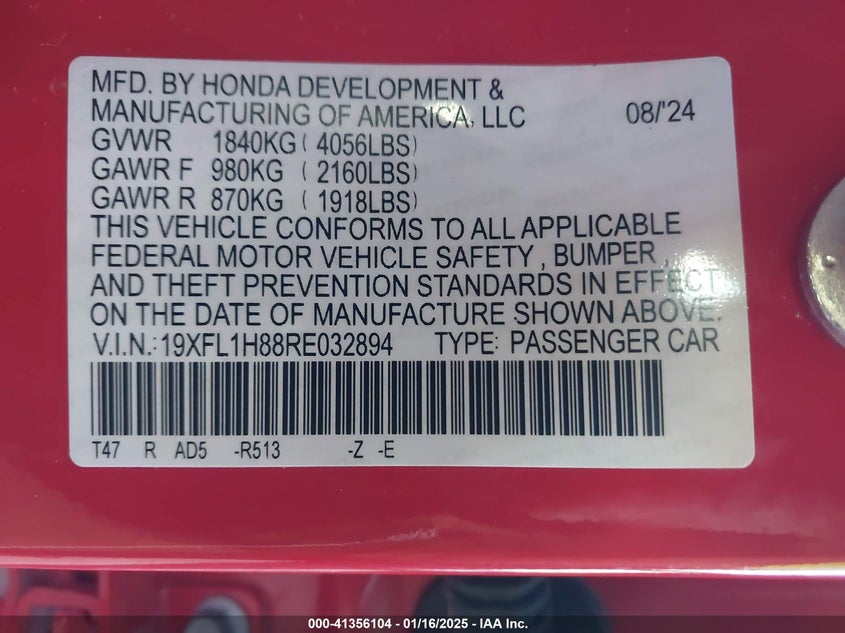 MFD. BY HONDA DEVELOPMENT &
MANUFACTURING OF AMERICA, LLC 08/'24
GVWR 1840KG ( 4056LBS)
GAWR F 980KG ( 2160LBS)
GAWR R 870KG ( 1918LBS)
THIS VEHICLE CONFORMS TO ALL APPLICABLE
FEDERAL MOTOR VEHICLE SAFETY , BUMPER ,
AND THEFT PREVENTION STANDARDS IN EFFECT
ON THE DATE OF MANUFACTURE SHOWN ABOVE.
V.I.N.:19XFL1H88RE032894 TYPE: PASSENGER CAR
T47 R AD5 -R513 -Z -E
000-41356104 - 01/16/2025 - IAA Inc.